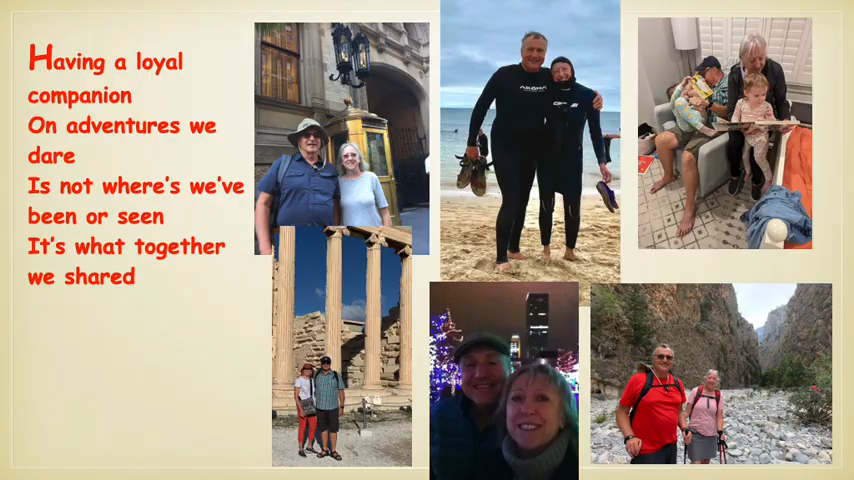 Having a loyal
companion
On adventures we
dare
Is not where's we've
been or seen
It's what together
we shared